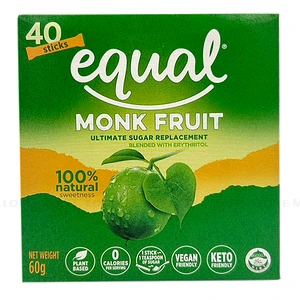 40
sticks
equal®
MONK FRUIT
ULTIMATE SUGAR REPLACEMENT
BLENDED WITH ERYTHRITOL
100%
natural
sweetness
NET WEIGHT
60g
PLANT
BASED
0
CALORIES
PER SERVING
1 STICK
1 TEASPOON
OF SUGAR
VEGAN
FRIENDLY
KETO
FRIENDLY